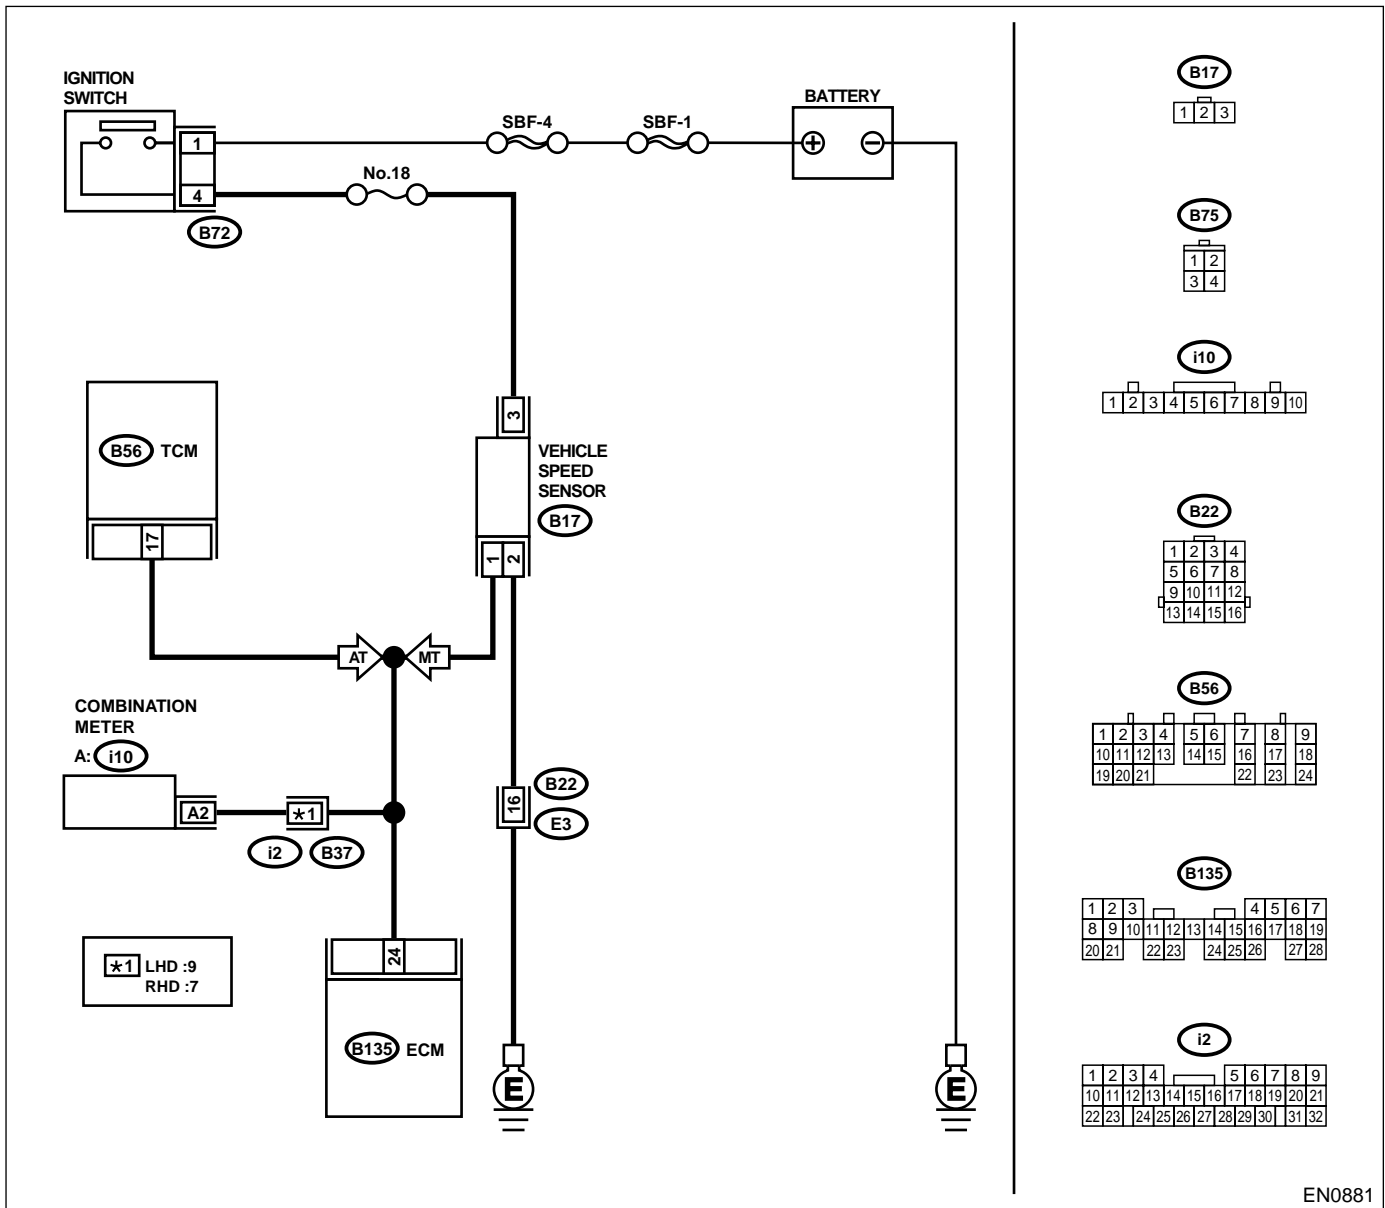 IGNITION
SWITCH
1
4
B72
SBF-4
SBF-1
BATTERY
No.18
B56 TCM
17
3
VEHICLE
SPEED
SENSOR
B17
1 2
AT
MT
COMBINATION
METER
A: i10
A2
*1
i2 B37
16
B22
E3
*1 LHD :9
RHD :7
24
B135 ECM
E
E
B17
1 2 3
B75
1 2
3 4
i10
1 2 3 4 5 6 7 8 9 10
B22
1 2 3 4
5 6 7 8
9 10 11 12
13 14 15 16
B56
1 2 3 4 5 6 7 8 9
10 11 12 13 14 15 16 17 18
19 20 21 22 23 24
B135
1 2 3 4 5 6 7
8 9 10 11 12 13 14 15 16 17 18 19
20 21 22 23 24 25 26 27 28
i2
1 2 3 4 5 6 7 8 9
10 11 12 13 14 15 16 17 18 19 20 21
22 23 24 25 26 27 28 29 30 31 32
EN0881